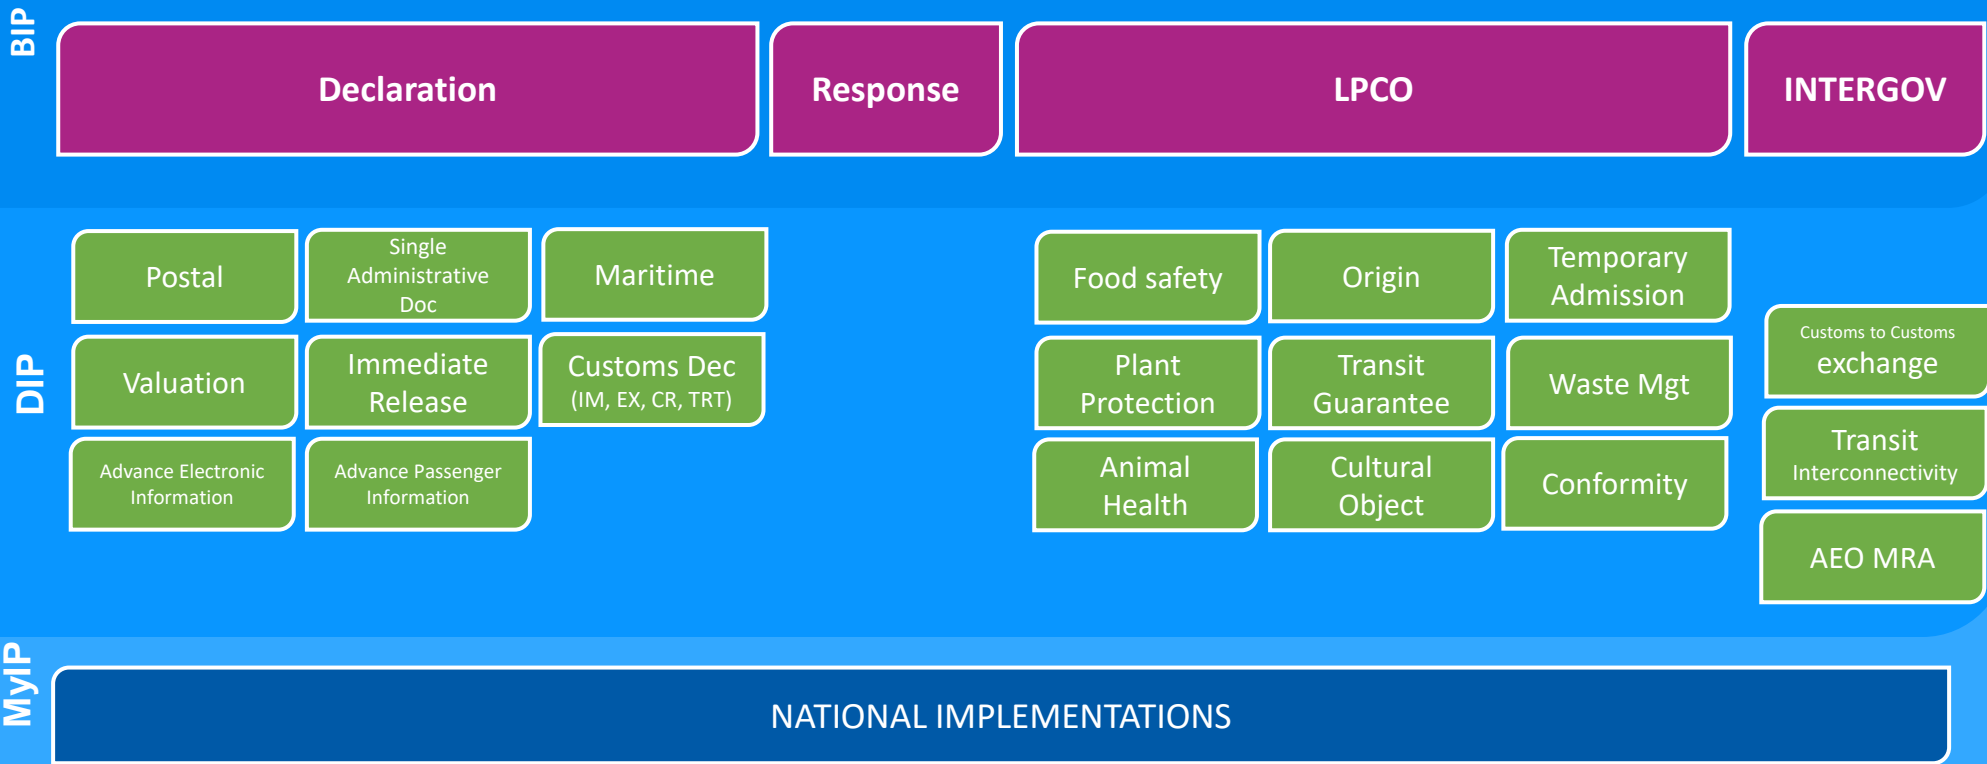 BIP
Declaration
Response
LPCO
INTERGOV
DIP
Postal
Single
Administrative
Doc
Maritime
Valuation
Immediate
Release
Customs Dec
(IM, EX, CR, TRT)
Advance Electronic
Information
Advance Passenger
Information
Food safety
Origin
Temporary
Admission
Plant
Protection
Transit
Guarantee
Waste Mgt
Animal
Health
Cultural
Object
Conformity
Customs to Customs
exchange
Transit
Interconnectivity
AEO MRA
MyIP
NATIONAL IMPLEMENTATIONS